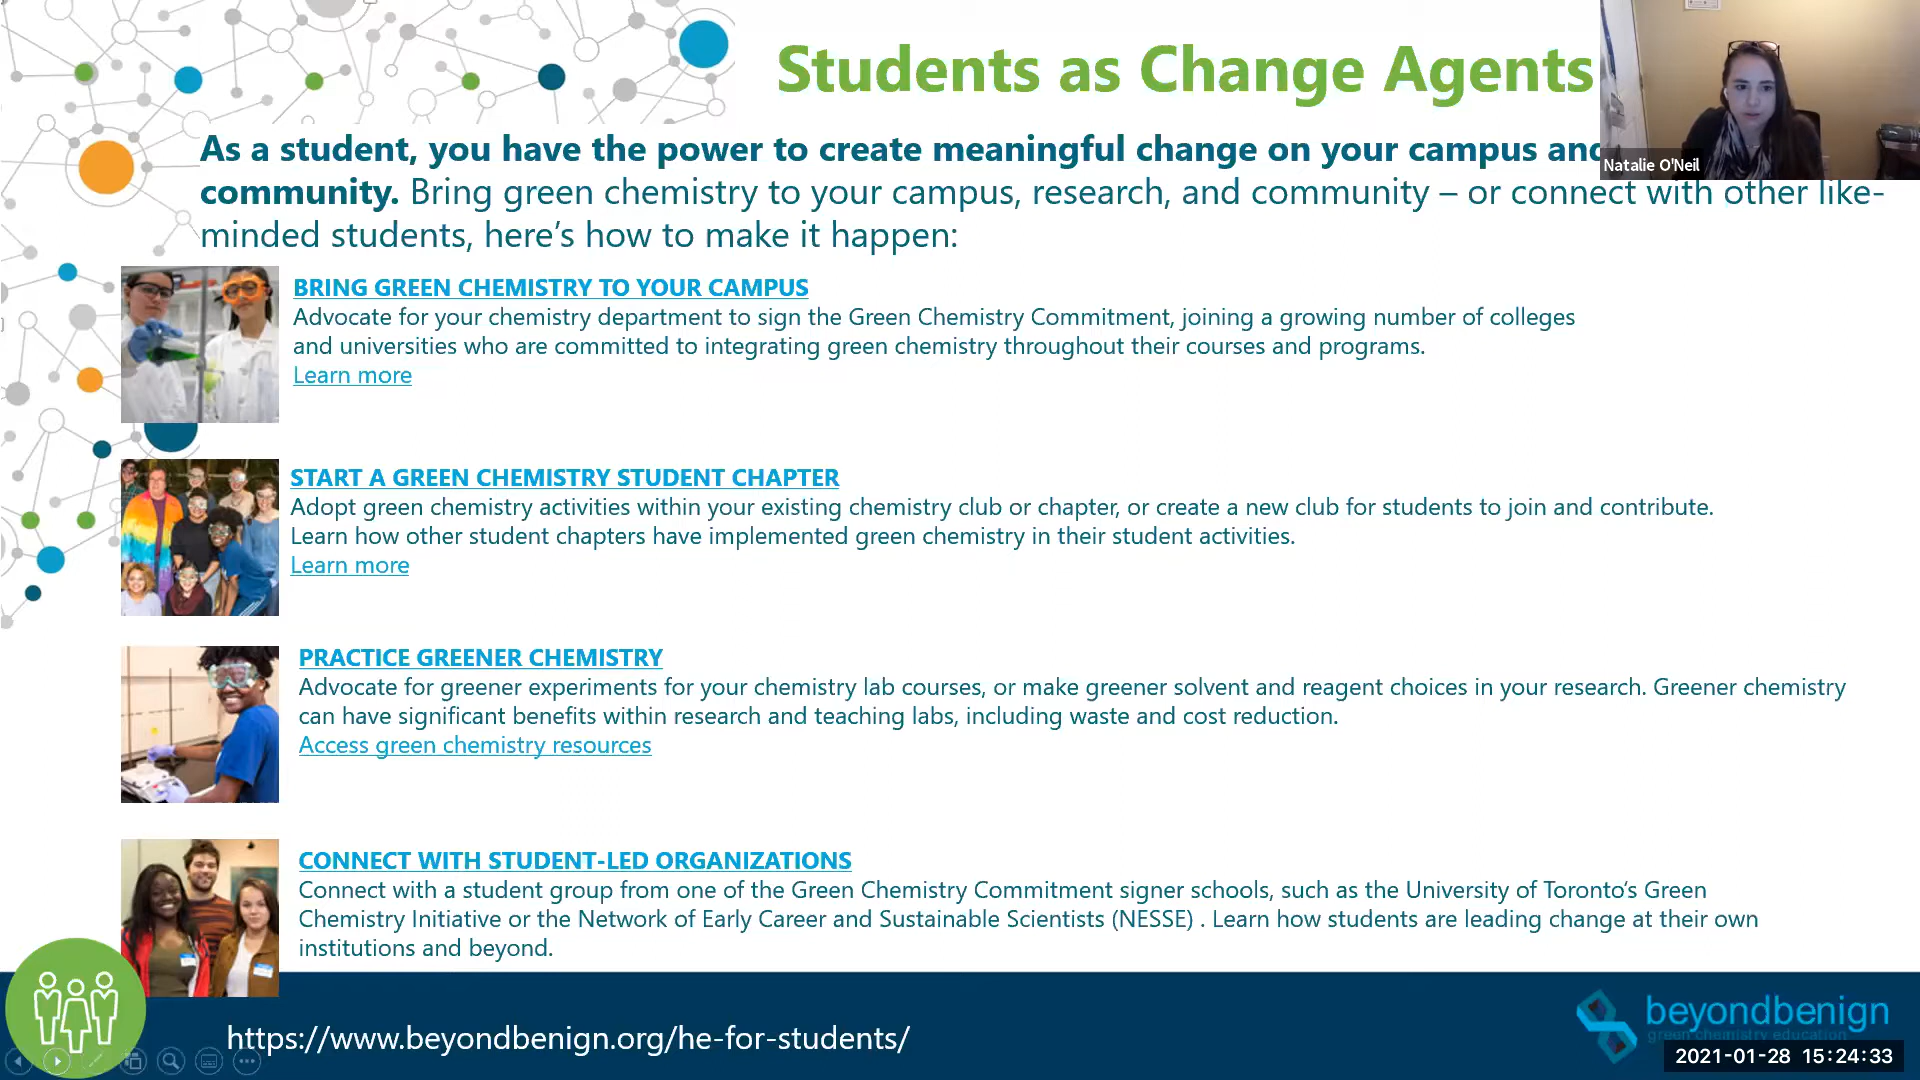 Students as Change Agents
As a student, you have the power to create meaningful change on your campus and
community. Bring green chemistry to your campus, research, and community – or connect with other like-
minded students, here's how to make it happen:
Natalie O'Neil
BRING GREEN CHEMISTRY TO YOUR CAMPUS
Advocate for your chemistry department to sign the Green Chemistry Commitment, joining a growing number of colleges
and universities who are committed to integrating green chemistry throughout their courses and programs.
Learn more
START A GREEN CHEMISTRY STUDENT CHAPTER
Adopt green chemistry activities within your existing chemistry club or chapter, or create a new club for students to join and contribute.
Learn how other student chapters have implemented green chemistry in their student activities.
Learn more
PRACTICE GREENER CHEMISTRY
Advocate for greener experiments for your chemistry lab courses, or make greener solvent and reagent choices in your research. Greener chemistry
can have significant benefits within research and teaching labs, including waste and cost reduction.
Access green chemistry resources
CONNECT WITH STUDENT-LED ORGANIZATIONS
Connect with a student group from one of the Green Chemistry Commitment signer schools, such as the University of Toronto's Green
Chemistry Initiative or the Network of Early Career and Sustainable Scientists (NESSE) . Learn how students are leading change at their own
institutions and beyond.
https://www.beyondbenign.org/he-for-students/
beyondbenign
green chemistry education
2021-01-28 15:24:33